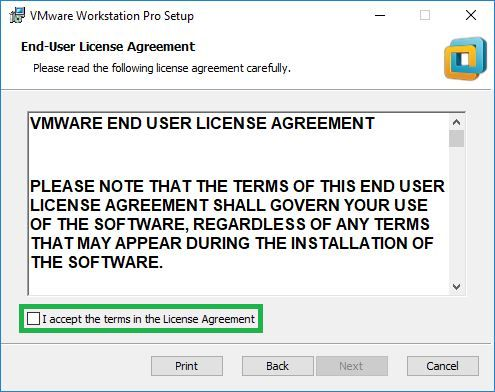 VMware Workstation Pro Setup
End-User License Agreement
Please read the following license agreement carefully.
VMWARE END USER LICENSE AGREEMENT
PLEASE NOTE THAT THE TERMS OF THIS END USER
LICENSE AGREEMENT SHALL GOVERN YOUR USE
OF THE SOFTWARE, REGARDLESS OF ANY TERMS
THAT MAY APPEAR DURING THE INSTALLATION OF
THE SOFTWARE.
I accept the terms in the License Agreement
Print Back Next Cancel